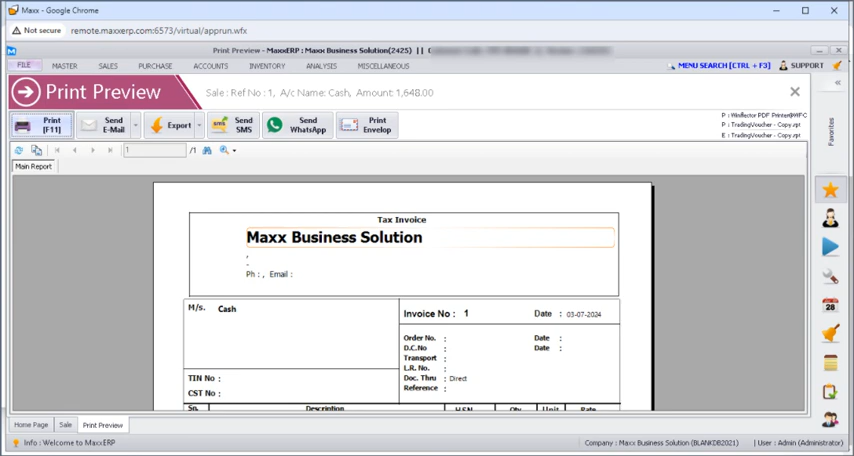 Maxx - Google Chrome
Not secure remote.maxxerp.com:6573/virtual/apprun.wfx
Print Preview - MaxxERP : Maxx Business Solution(2425) ||
FILE MASTER SALES PURCHASE ACCOUNTS INVENTORY ANALYSIS MISCELLANEOUS MENU SEARCH [CTRL + F3] SUPPORT
Print Preview Sale : Ref No : 1, A/c Name: Cash, Amount: 1,648.00
Print [F11] Send E-Mail Export Send SMS Send WhatsApp Print Envelop
P : Winflector PDF Printer@WPC
P : TradingVoucher - Copy.rpt
E : TradingVoucher - Copy.rpt
Favorites
1 /1
Main Report
Tax Invoice
Maxx Business Solution
,
-
Ph : , Email :
M/s. Cash
Invoice No : 1 Date : 03-07-2024
Order No. : Date :
D.C.No : Date :
Transport :
L.R. No. :
TIN No : Doc. Thru : Direct
CST No : Reference :
Sn. Description H.S.N. Qty Unit Rate
28
Home Page Sale Print Preview
Info : Welcome to MaxxERP Company : Maxx Business Solution (BLANKDB2021) | User : Admin (Administrator)